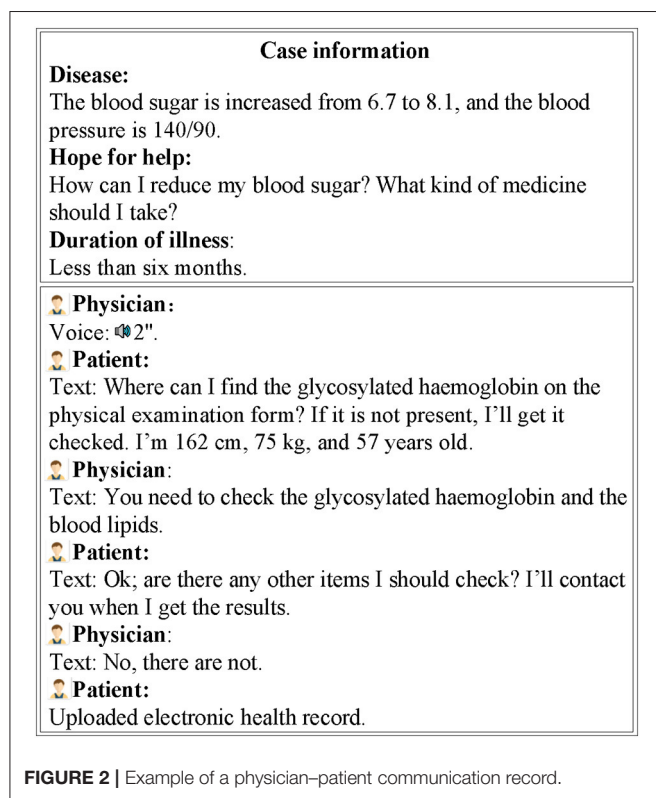 Case information
Disease:
The blood sugar is increased from 6.7 to 8.1, and the blood
pressure is 140/90.
Hope for help:
How can I reduce my blood sugar? What kind of medicine
should I take?
Duration of illness:
Less than six months.
Physician:
Voice: 2".
Patient:
Text: Where can I find the glycosylated haemoglobin on the
physical examination form? If it is not present, I’ll get it
checked. I’m 162 cm, 75 kg, and 57 years old.
Physician:
Text: You need to check the glycosylated haemoglobin and the
blood lipids.
Patient:
Text: Ok; are there any other items I should check? I’ll contact
you when I get the results.
Physician:
Text: No, there are not.
Patient:
Uploaded electronic health record.
FIGURE 2 | Example of a physician–patient communication record.